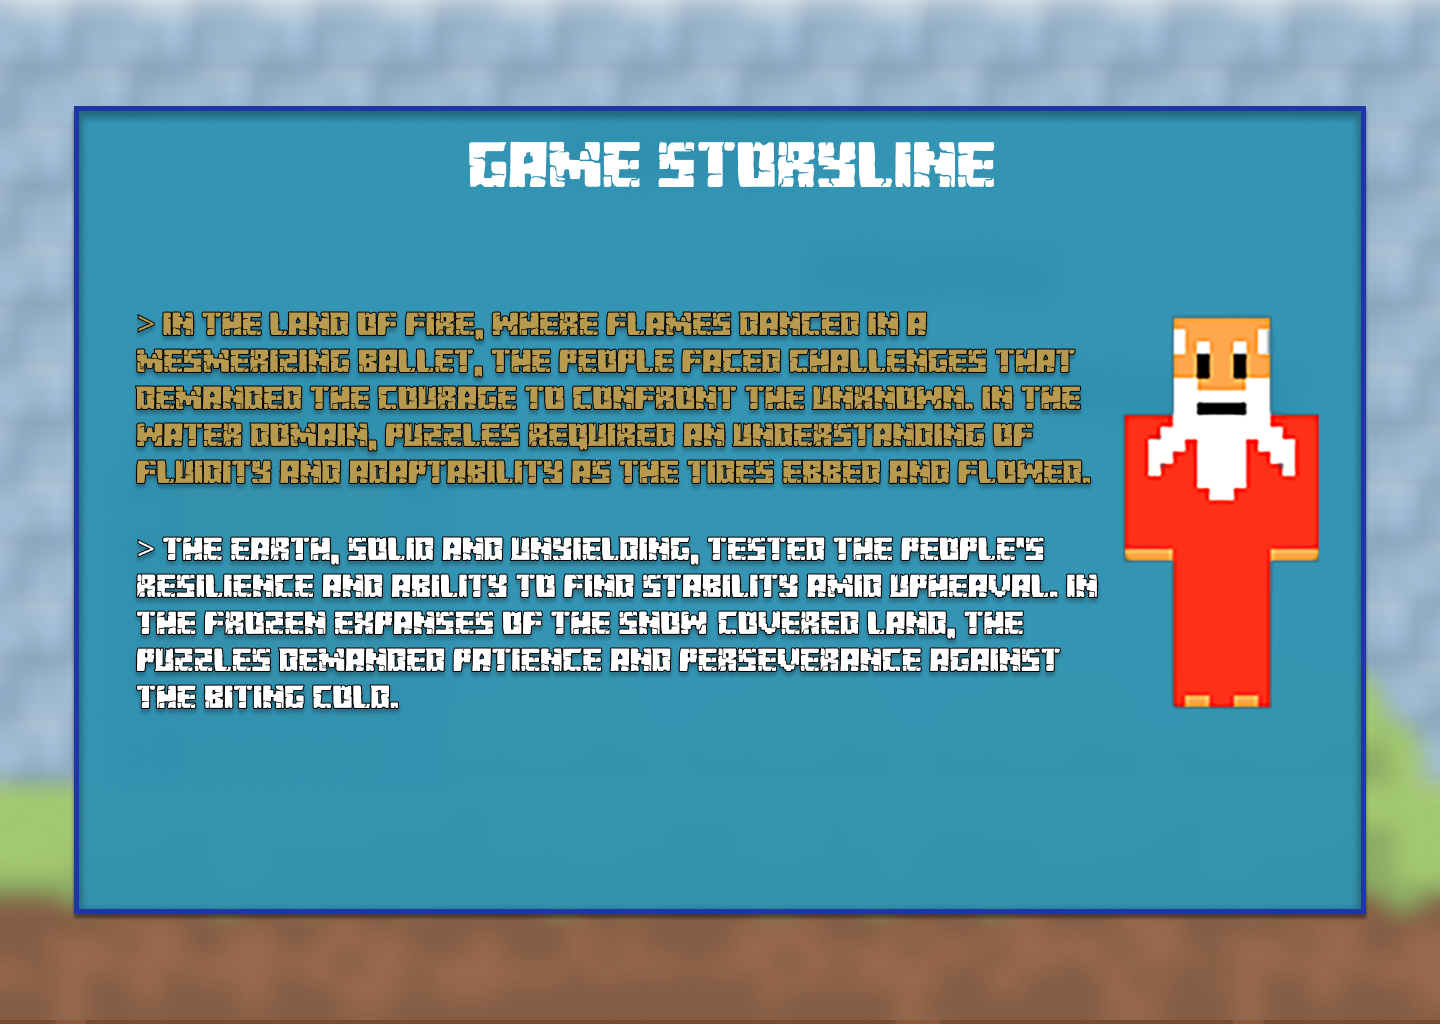 GAME STORYLINE
> IN THE LAND OF FIRE, WHERE FLAMES DANCED IN A
MESMERIZING BALLET, THE PEOPLE FACED CHALLENGES THAT
DEMANDED THE COURAGE TO CONFRONT THE UNKNOWN. IN THE
WATER DOMAIN, PUZZLES REQUIRED AN UNDERSTANDING OF
FLUIDITY AND ADAPTABILITY AS THE TIDES EBBED AND FLOWED.
> THE EARTH, SOLID AND UNYIELDING, TESTED THE PEOPLE'S
RESILIENCE AND ABILITY TO FIND STABILITY AMID UPHEAVAL. IN
THE FROZEN EXPANSES OF THE SNOW COVERED LAND, THE
PUZZLES DEMANDED PATIENCE AND PERSEVERANCE AGAINST
THE BITING COLD.